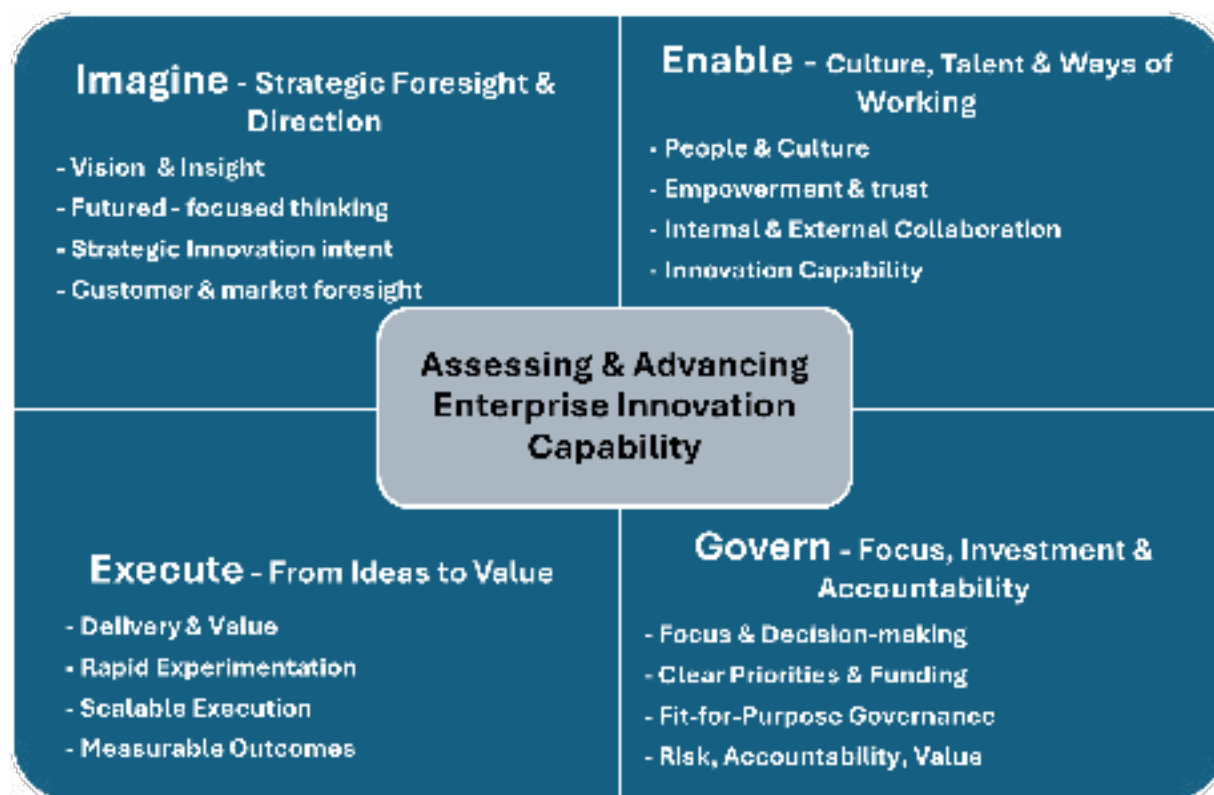 Imagine - Strategic Foresight &
Direction
- Vision & Insight
- Futured - focused thinking
- Strategic Innovation intent
- Customer & market foresight
Enable - Culture, Talent & Ways of
Working
- People & Culture
- Empowerment & trust
- Internal & External Collaboration
- Innovation Capability
Assessing & Advancing
Enterprise Innovation
Capability
Execute - From Ideas to Value
- Delivery & Value
- Rapid Experimentation
- Scalable Execution
- Measurable Outcomes
Govern - Focus, Investment &
Accountability
- Focus & Decision-making
- Clear Priorities & Funding
- Fit-for-Purpose Governance
- Risk, Accountability, Value